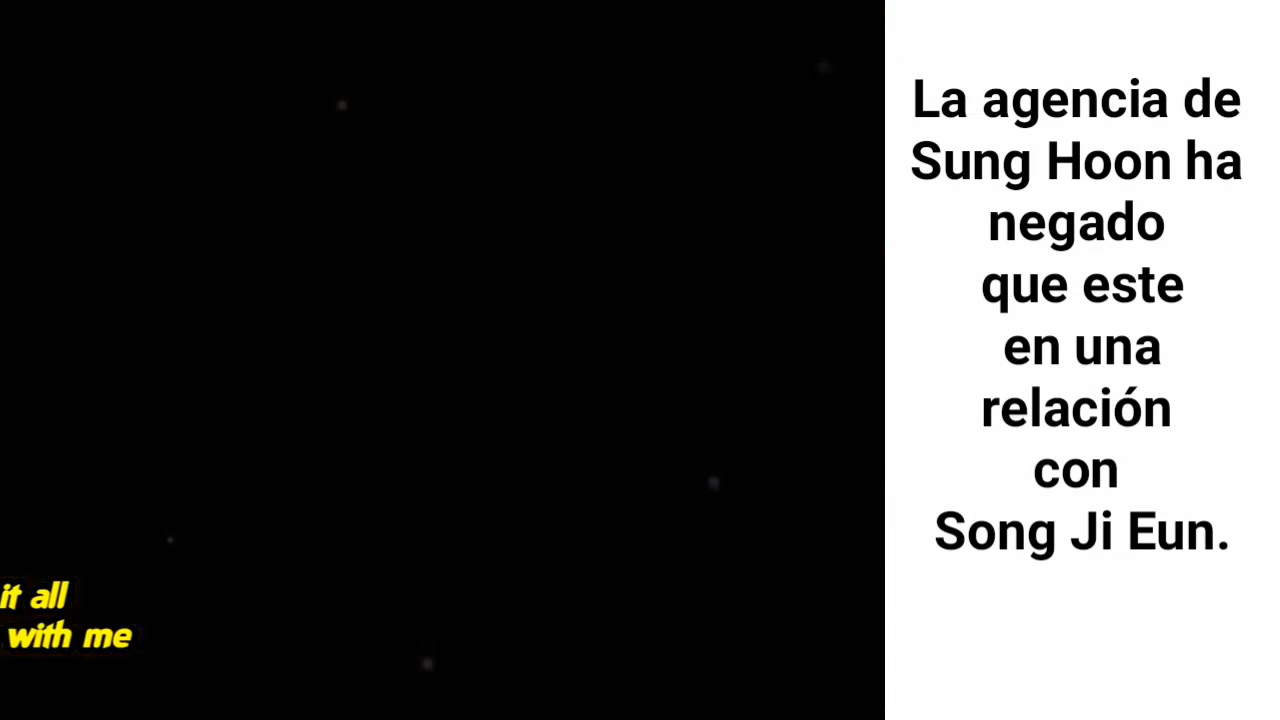 La agencia de
Sung Hoon ha
negado
que este
en una
relación
con
Song Ji Eun.
it all
with me